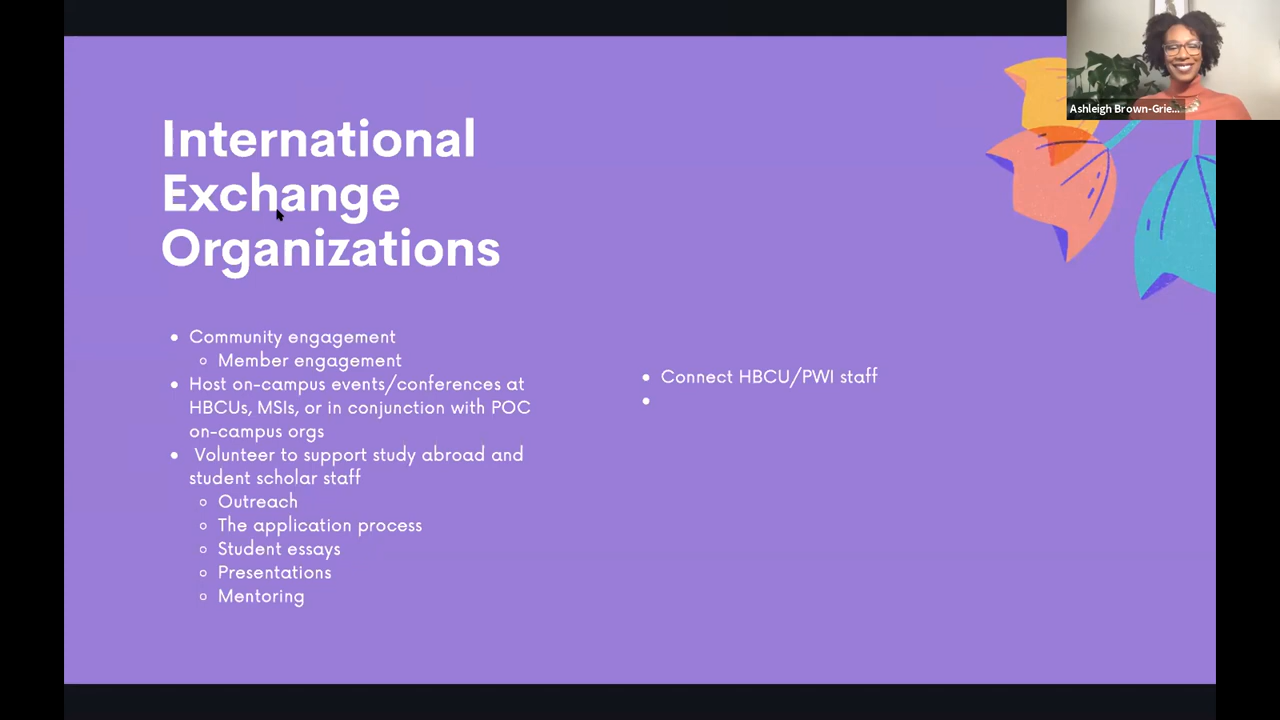 International
Exchange
Organizations
Community engagement
Member engagement
Host on-campus events/conferences at
HBCUs, MSIs, or in conjunction with POC
on-campus orgs
Volunteer to support study abroad and
student scholar staff
Outreach
The application process
Student essays
Presentations
Mentoring
Connect HBCU/PWI staff
Ashleigh Brown-Grie...